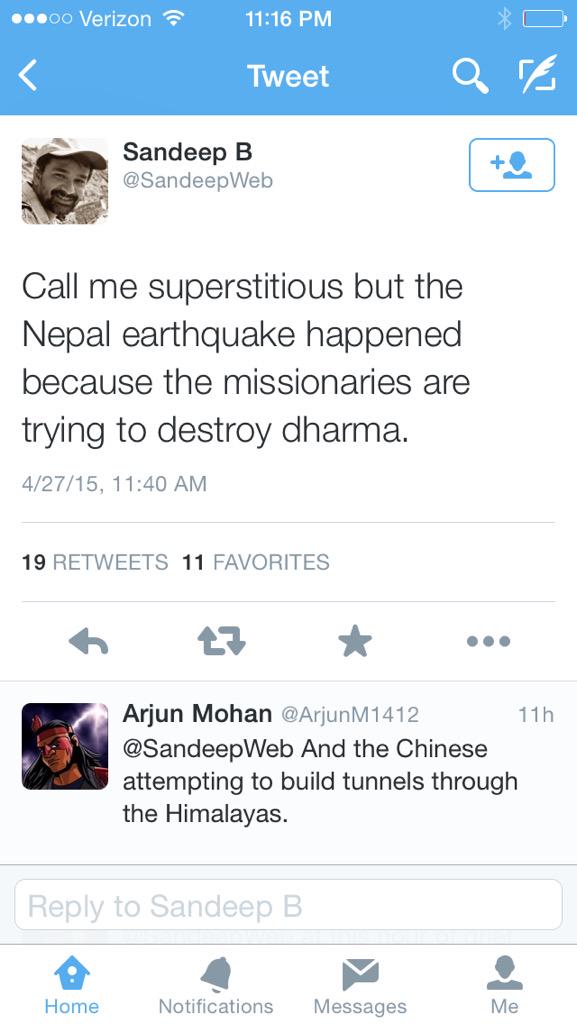 Verizon 11:16 PM
Tweet
Sandeep B
@SandeepWeb
Call me superstitious but the
Nepal earthquake happened
because the missionaries are
trying to destroy dharma.
4/27/15, 11:40 AM
19 RETWEETS 11 FAVORITES
Arjun Mohan @ArjunM1412 11h
@SandeepWeb And the Chinese
attempting to build tunnels through
the Himalayas.
Reply to Sandeep B
Home Notifications Messages Me